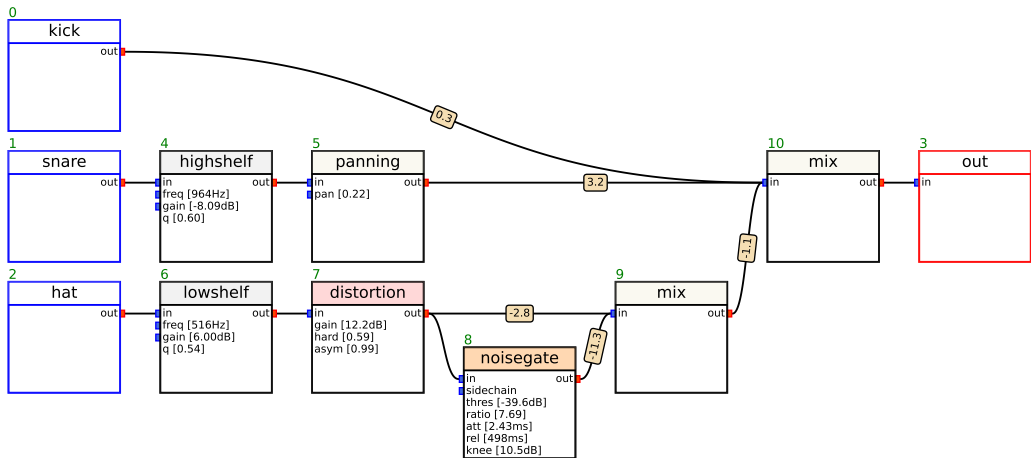 0
kick
out
0.3
1
snare
out
4
highshelf
in out
freq [964Hz]
gain [-8.09dB]
q [0.60]
5
panning
in out
pan [0.22]
3.2
10
mix
in out
3
out
in
-1.1
2
hat
out
6
lowshelf
in out
freq [516Hz]
gain [6.00dB]
q [0.54]
7
distortion
in out
gain [12.2dB]
hard [0.59]
asym [0.99]
-2.8
8
noisegate
in out
sidechain
thres [-39.6dB]
ratio [7.69]
att [2.43ms]
rel [498ms]
knee [10.5dB]
-11.3
9
mix
in out